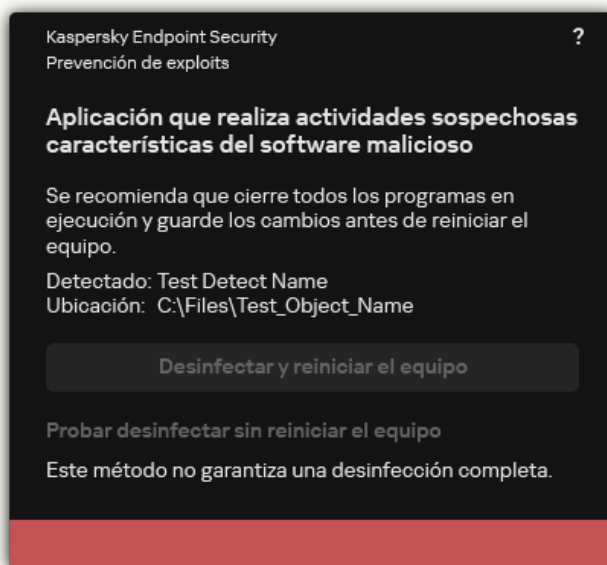 Kaspersky Endpoint Security
?
Prevención de exploits
Aplicación que realiza actividades sospechosas
características del software malicioso
Se recomienda que cierre todos los programas en
ejecución y guarde los cambios antes de reiniciar el
equipo.
Detectado: Test Detect Name
Ubicación: C:\Files\Test_Object_Name
Desinfectar y reiniciar el equipo
Probar desinfectar sin reiniciar el equipo
Este método no garantiza una desinfección completa.